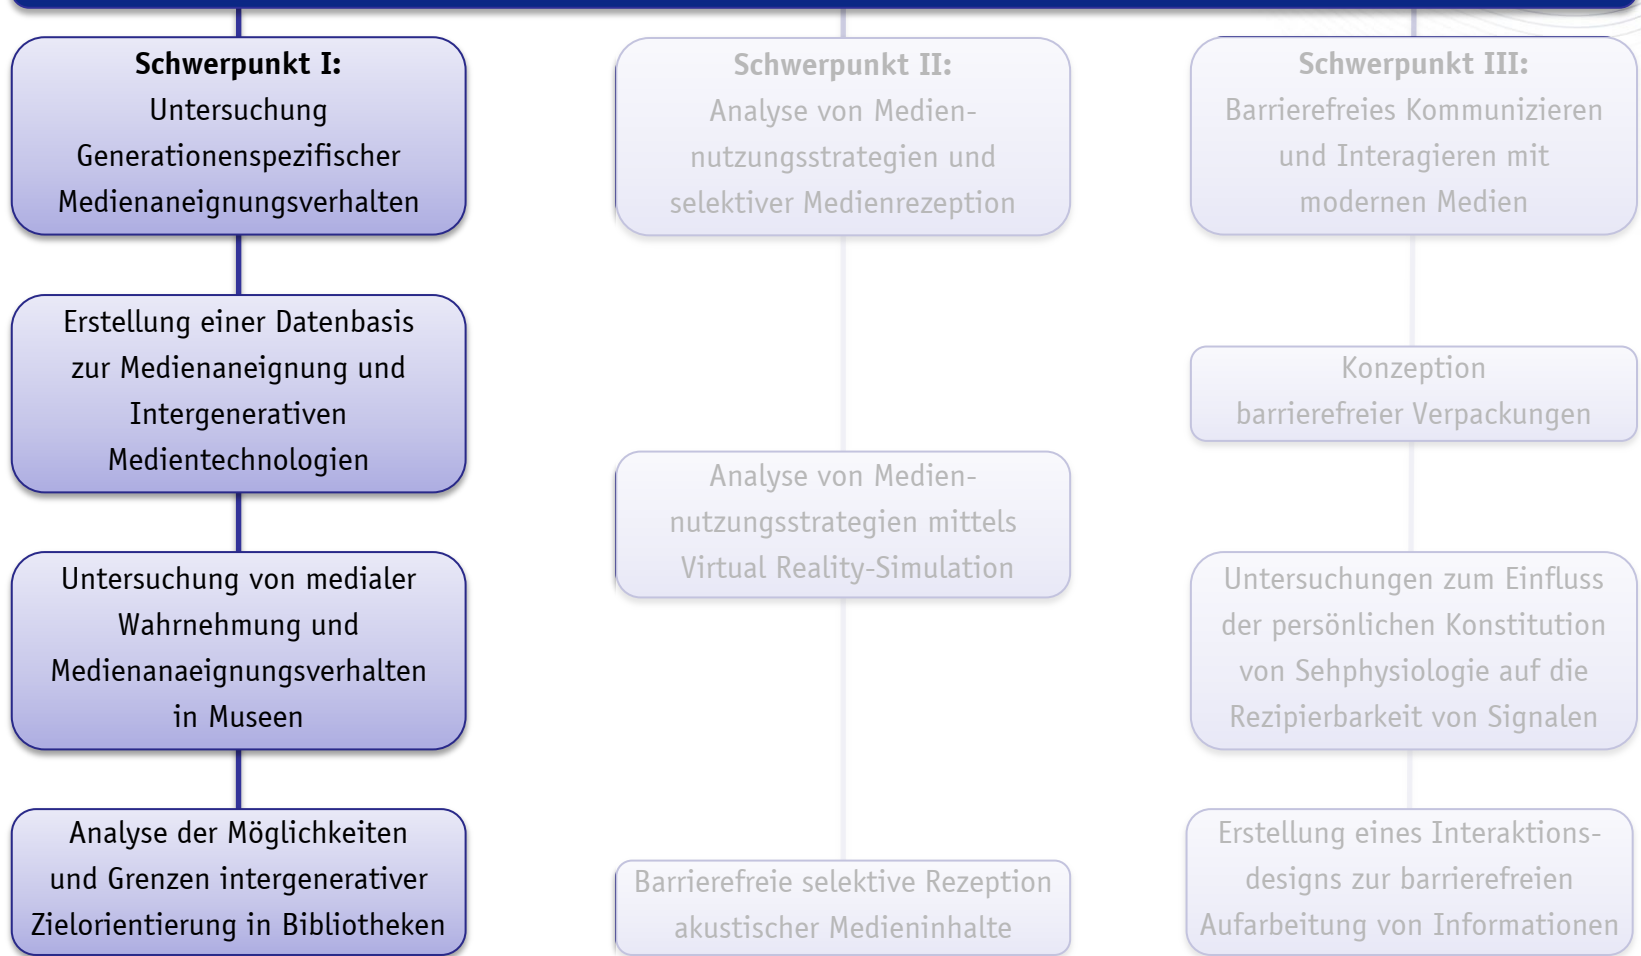 Schwerpunkt I:
Untersuchung
Generationenspezifischer
Medienaneignungsverhalten
Erstellung einer Datenbasis
zur Medienaneignung und
Intergenerativen
Medientechnologien
Untersuchung von medialer
Wahrnehmung und
Medienanaeignungsverhalten
in Museen
Analyse der Möglichkeiten
und Grenzen intergenerativer
Zielorientierung in Bibliotheken
Schwerpunkt II:
Analyse von Medien-
nutzungsstrategien und
selektiver Medienrezeption
Analyse von Medien-
nutzungsstrategien mittels
Virtual Reality-Simulation
Barrierefreie selektive Rezeption
akustischer Medieninhalte
Schwerpunkt III:
Barrierefreies Kommunizieren
und Interagieren mit
modernen Medien
Konzeption
barrierefreier Verpackungen
Untersuchungen zum Einfluss
der persönlichen Konstitution
von Sehphysiologie auf die
Rezipierbarkeit von Signalen
Erstellung eines Interaktions-
designs zur barrierefreien
Aufarbeitung von Informationen